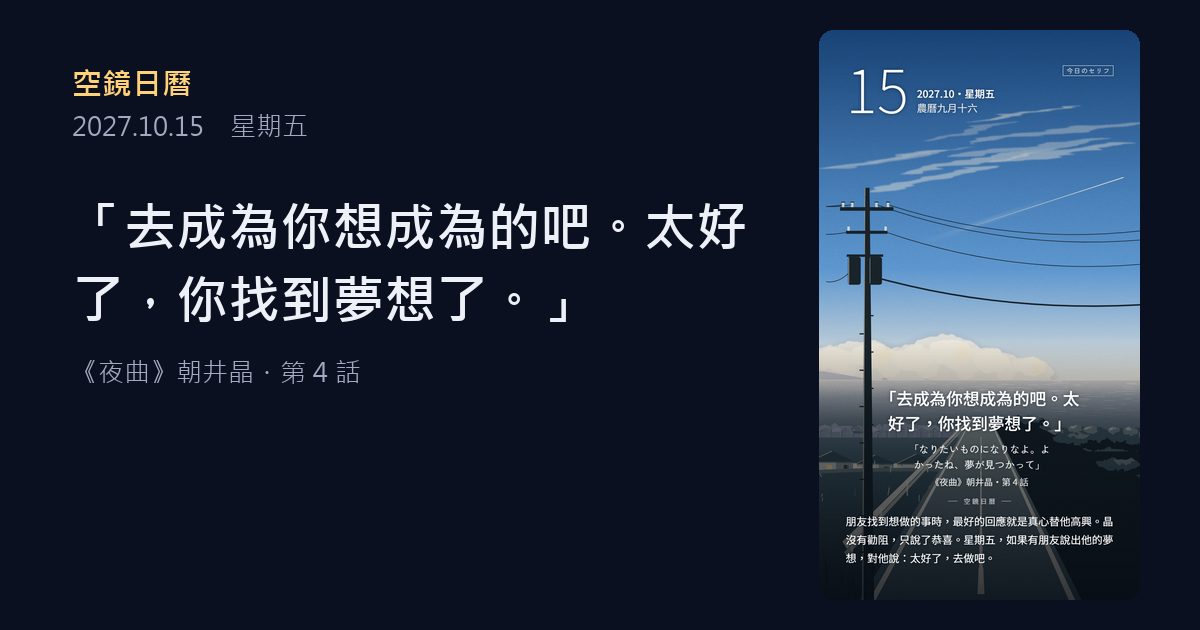 空鏡日曆
2027.10.15 星期五
「去成為你想成為的吧。太好
了，你找到夢想了。」
《夜曲》朝井晶・第 4 話
15
2027.10・星期五
農曆九月十六
今日のセリフ
「去成為你想成為的吧。太
好了，你找到夢想了。」
「なりたいものになりなよ。よ
かったね、夢が見つかって」
《夜曲》朝井晶・第 4 話
空鏡日曆
朋友找到想做的事時，最好的回應就是真心替他高興。晶
沒有勸阻，只說了恭喜。星期五，如果有朋友說出他的夢
想，對他說：太好了，去做吧。